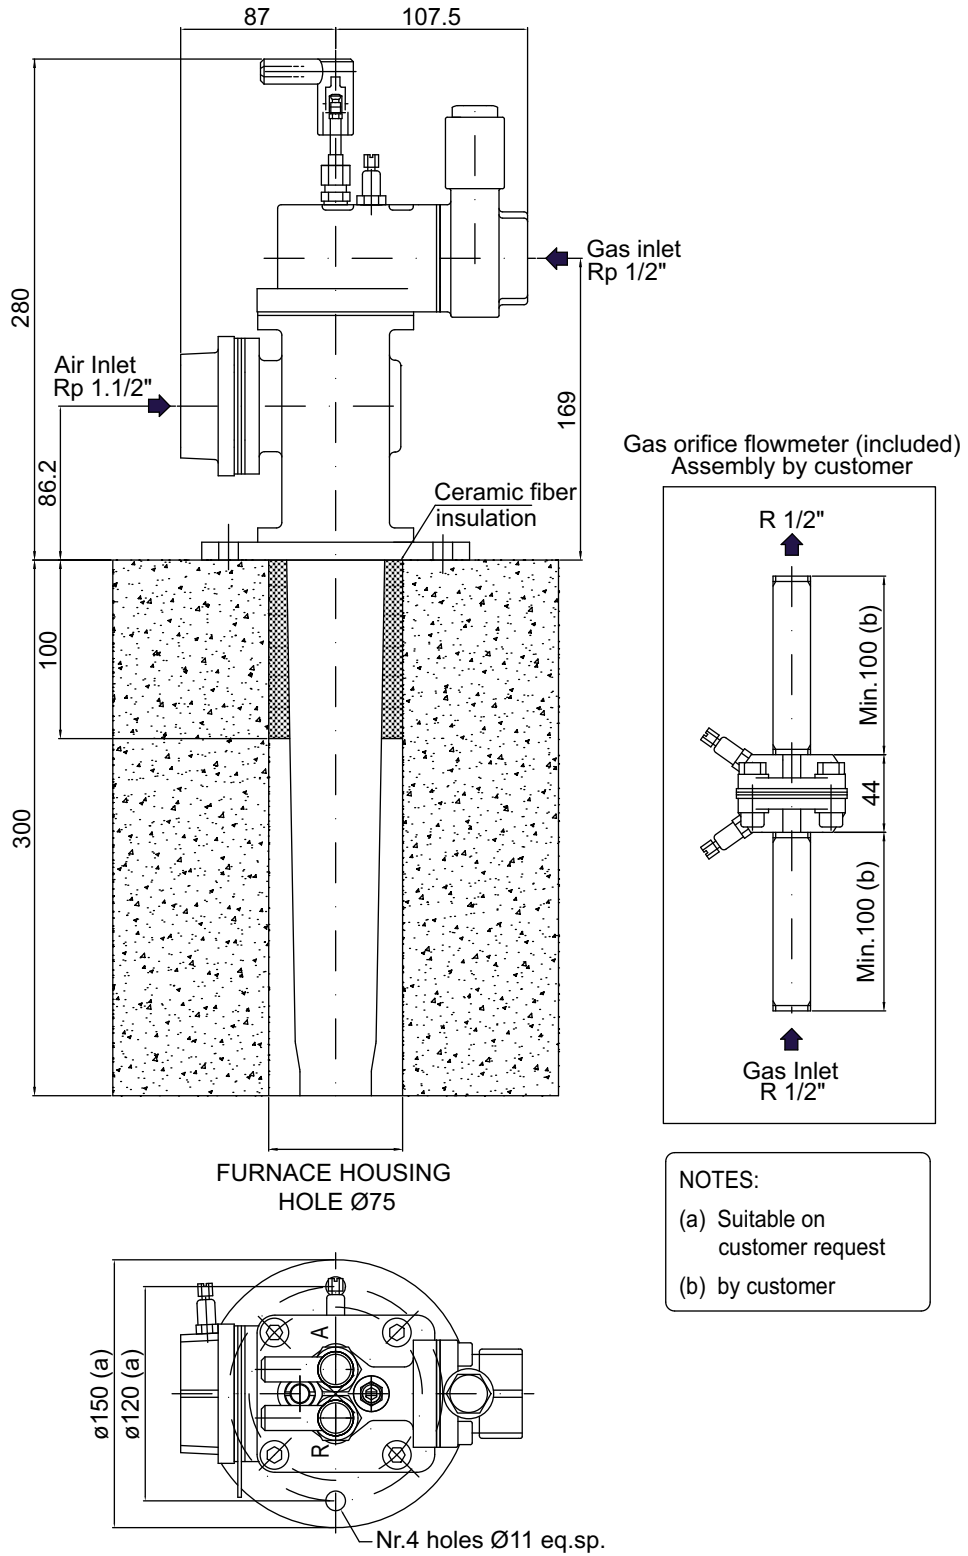 87
107.5
280
Gas inlet
Rp 1/2"
Air Inlet
Rp 1.1/2"
169
86.2
Ceramic fiber
insulation
100
300
FURNACE HOUSING
HOLE Ø75
Gas orifice flowmeter (included)
Assembly by customer
R 1/2"
Min.100 (b)
44
Min.100 (b)
Gas Inlet
R 1/2"
NOTES:
(a) Suitable on
customer request
(b) by customer
ø150 (a)
ø120 (a)
A
R
Nr.4 holes Ø11 eq.sp.